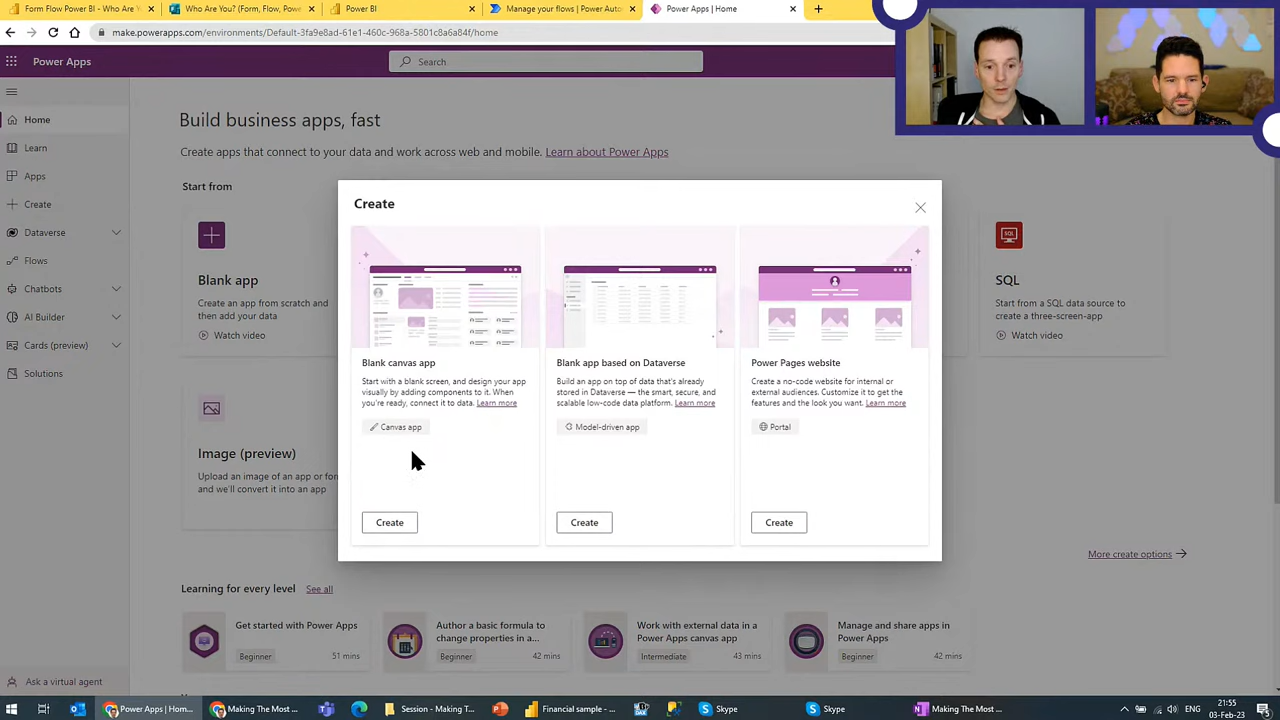 Form Flow Power BI - Who Are Yo
Who Are You? (Form, Flow, Powe
Power BI
Manage your flows | Power Auto
Power Apps | Home
make.powerapps.com/environments/Default-3fa9e8ad-61e1-460c-968a-5801c8a6a84f/home
Power Apps
Search
Home
Learn
Apps
Create
Dataverse
Flows
Chatbots
AI Builder
Cards (preview)
Solutions
Ask a virtual agent
Build business apps, fast
Create apps that connect to your data and work across web and mobile. Learn about Power Apps
Start from
Blank app
Create an app from scratch and
then add your data
Watch video
SQL
SQL
Start from a SQL data source to
create a three-screen-app
Watch video
Image (preview)
Upload an image of an app or for
and we'll convert it into an app
Create
Blank canvas app
Start with a blank screen, and design your app
visually by adding components to it. When
you're ready, connect it to data. Learn more
Canvas app
Create
Blank app based on Dataverse
Build an app on top of data that's already
stored in Dataverse — the smart, secure, and
scalable low-code data platform. Learn more
Model-driven app
Create
Power Pages website
Create a no-code website for internal or
external audiences. Customize it to get the
features and the look you want. Learn more
Portal
Create
More create options
Learning for every level
See all
Get started with Power Apps
Beginner
51 mins
Author a basic formula to
change properties in a...
Beginner
42 mins
Work with external data in a
Power Apps canvas app
Intermediate
43 mins
Manage and share apps in
Power Apps
Beginner
42 mins
Power Apps | Hom...
Making The Most ...
Session - Making T...
Financial sample - ...
Skype
Skype
Making The Most ...
ENG
21:55
03-Feb-23